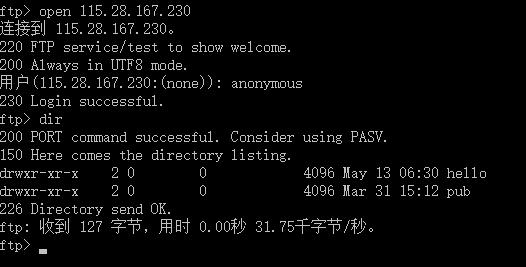 ftp> open 115.28.167.230
连接到 115.28.167.230。
220 FTP service/test to show welcome.
200 Always in UTF8 mode.
用户(115.28.167.230:(none)): anonymous
230 Login successful.
ftp> dir
200 PORT command successful. Consider using PASV.
150 Here comes the directory listing.
drwxr-xr-x    2 0        0            4096 May 13 06:30 hello
drwxr-xr-x    2 0        0            4096 Mar 31 15:12 pub
226 Directory send OK.
ftp: 收到 127 字节，用时 0.00秒 31.75千字节/秒。
ftp>